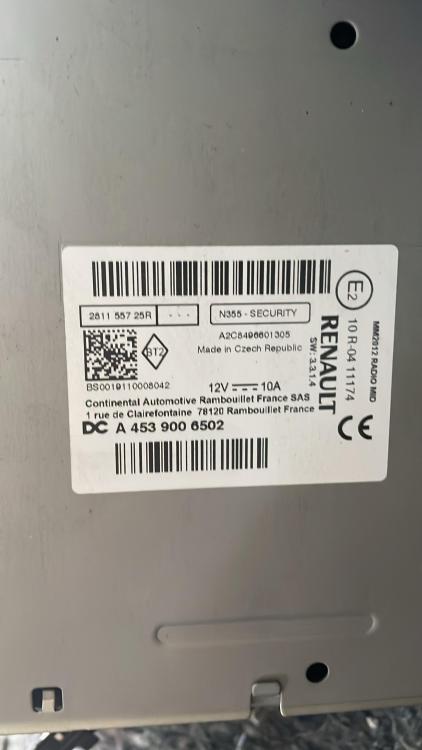 2811 557 25R
- - -
N355 - SECURITY
A2C8496601305
Made in Czech Republic
BT2
BS0019110008042
12V 10A
Continental Automotive Rambouillet France SAS
1 rue de Clairefontaine 78120 Rambouillet France
DC A 453 900 6502
RENAULT
SW:3.3.1.4
E2
10 R-04 11174
MM2012 RADIO MID
CE